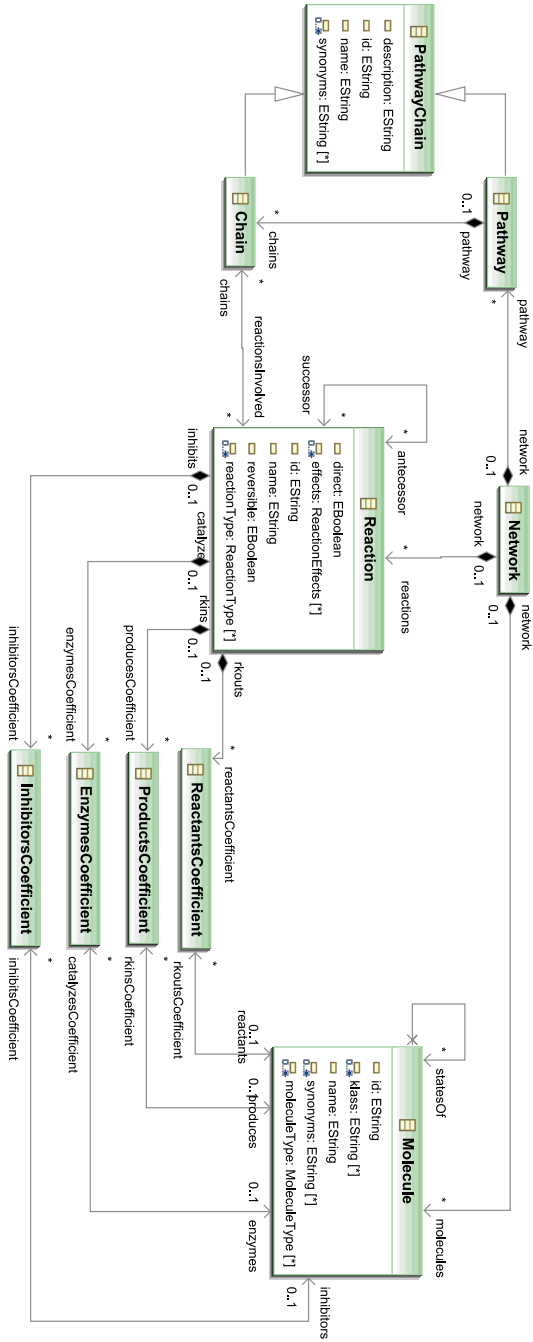 PathwayChain
description: EString
id: EString
name: EString
synonyms: EString [*]
Pathway
0..1
pathway
*
chains
Chain
*
chains
reactionsInvolved
*
pathway
*
network
0..1
Network
network
0..1
network
0..1
*
reactions
successor
*
*
antecessor
Reaction
direct: EBoolean
effects: ReactionEffects [*]
id: EString
name: EString
reversible: EBoolean
reactionType: ReactionType [*]
inhibits
0..1
catalyze
0..1
rkins
0..1
rkouts
0..1
inhibitorsCoefficient
*
enzymesCoefficient
*
producesCoefficient
*
*
reactantsCoefficient
ReactantsCoefficient
ProductsCoefficient
EnzymesCoefficient
InhibitorsCoefficient
*
rkoutsCoefficient
*
rkinsCoefficient
*
catalyzesCoefficient
*
inhibitsCoefficient
0..1
reactants
0..1
produces
0..1
enzymes
0..1
inhibitors
*
statesOf
*
molecules
Molecule
id: EString
klass: EString [*]
name: EString
synonyms: EString [*]
moleculeType: MoleculeType [*]